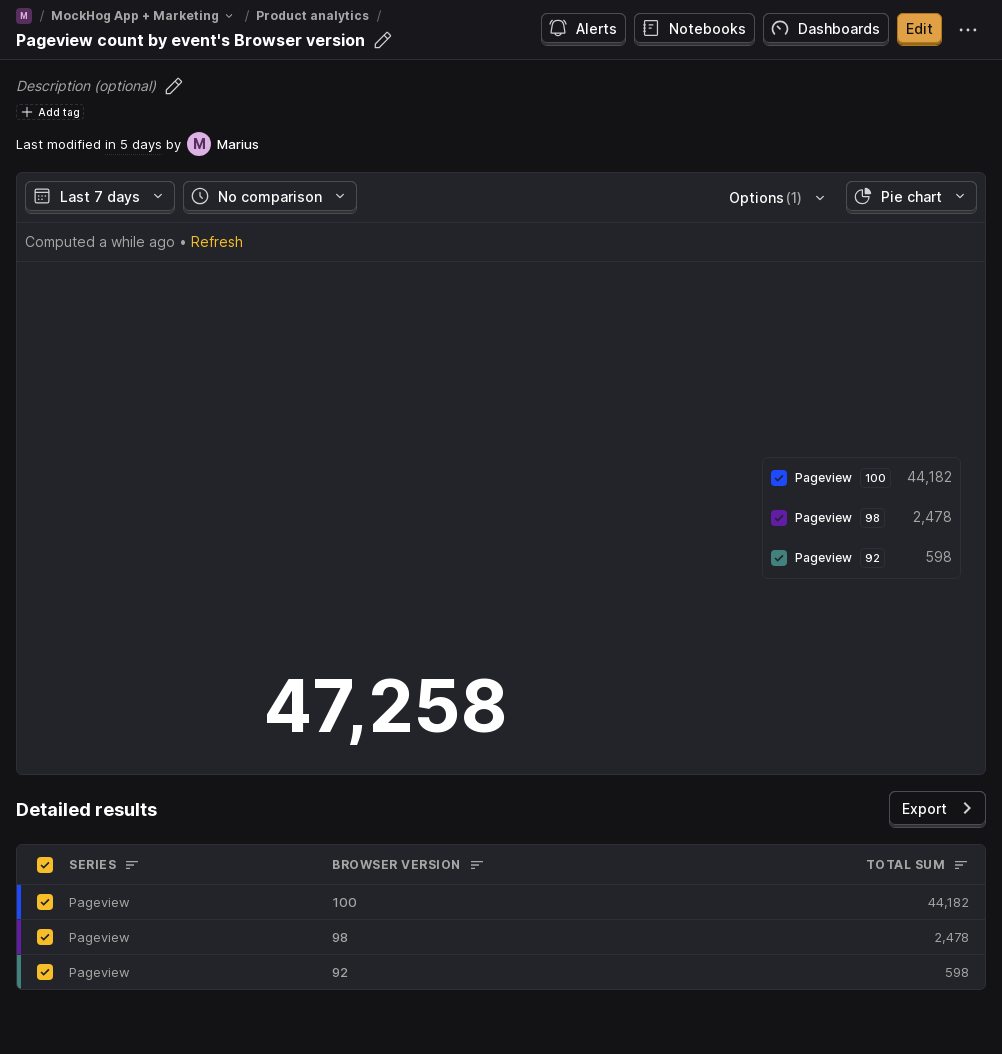 M / MockHog App + Marketing / Product analytics /
Pageview count by event's Browser version
Alerts
Notebooks
Dashboards
Edit
Description (optional)
Add tag
Last modified in 5 days by M Marius
Last 7 days
No comparison
Options (1)
Pie chart
Computed a while ago • Refresh
Pageview 100 44,182
Pageview 98 2,478
Pageview 92 598
47,258
Detailed results
Export
SERIES BROWSER VERSION TOTAL SUM
Pageview 100 44,182
Pageview 98 2,478
Pageview 92 598